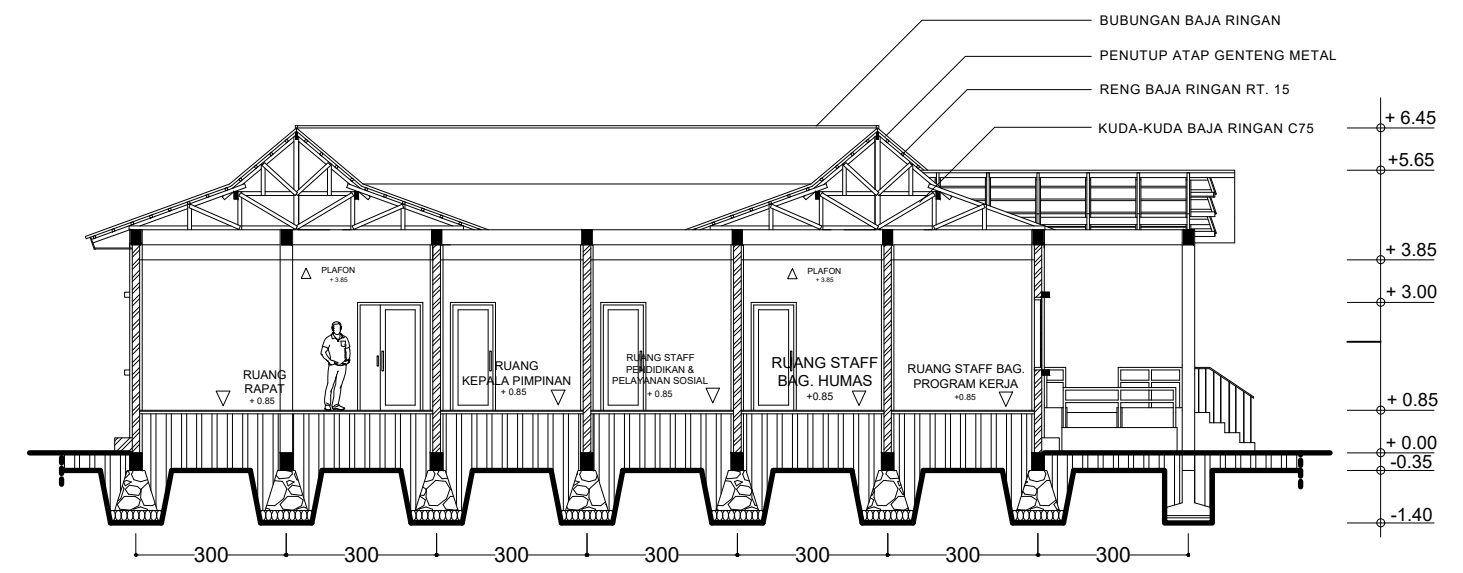 BUBUNGAN BAJA RINGAN
PENUTUP ATAP GENTENG METAL
RENG BAJA RINGAN RT. 15
KUDA-KUDA BAJA RINGAN C75
+ 6.45
+5.65
+ 3.85
+ 3.00
+ 0.85
+ 0.00
-0.35
-1.40
PLAFON
+ 3.85
PLAFON
+ 3.85
RUANG
RAPAT
+ 0.85
RUANG
KEPALA PIMPINAN
+ 0.85
RUANG STAFF
PENDIDIKAN &
PELAYANAN SOSIAL
+ 0.85
RUANG STAFF
BAG. HUMAS
+0.85
RUANG STAFF BAG.
PROGRAM KERJA
+0.85
300
300
300
300
300
300
300